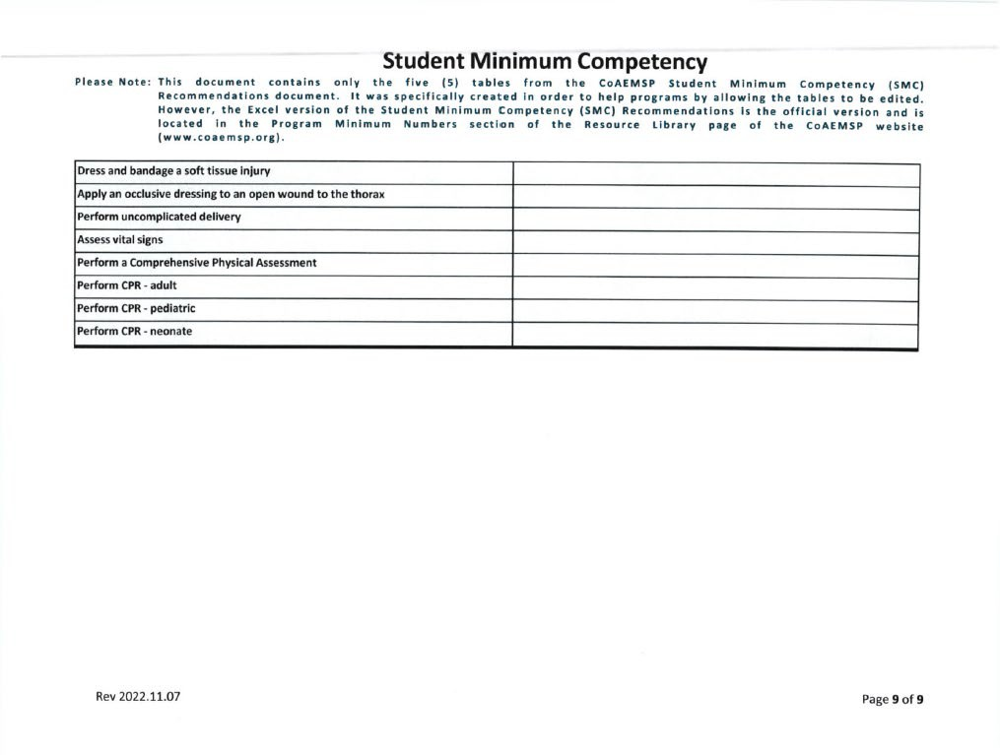 Student Minimum Competency
Please Note: This document contains only the five (5) tables from the CoAEMSP Student Minimum Competency (SMC)
Recommendations document. It was specifically created in order to help programs by allowing the tables to be edited.
However, the Excel version of the Student Minimum Competency (SMC) Recommendations is the official version and is
located in the Program Minimum Numbers section of the Resource Library page of the CoAEMSP website
(www.coaemsp.org).
Dress and bandage a soft tissue injury
Apply an occlusive dressing to an open wound to the thorax
Perform uncomplicated delivery
Assess vital signs
Perform a Comprehensive Physical Assessment
Perform CPR - adult
Perform CPR - pediatric
Perform CPR - neonate
Rev 2022.11.07
Page 9 of 9